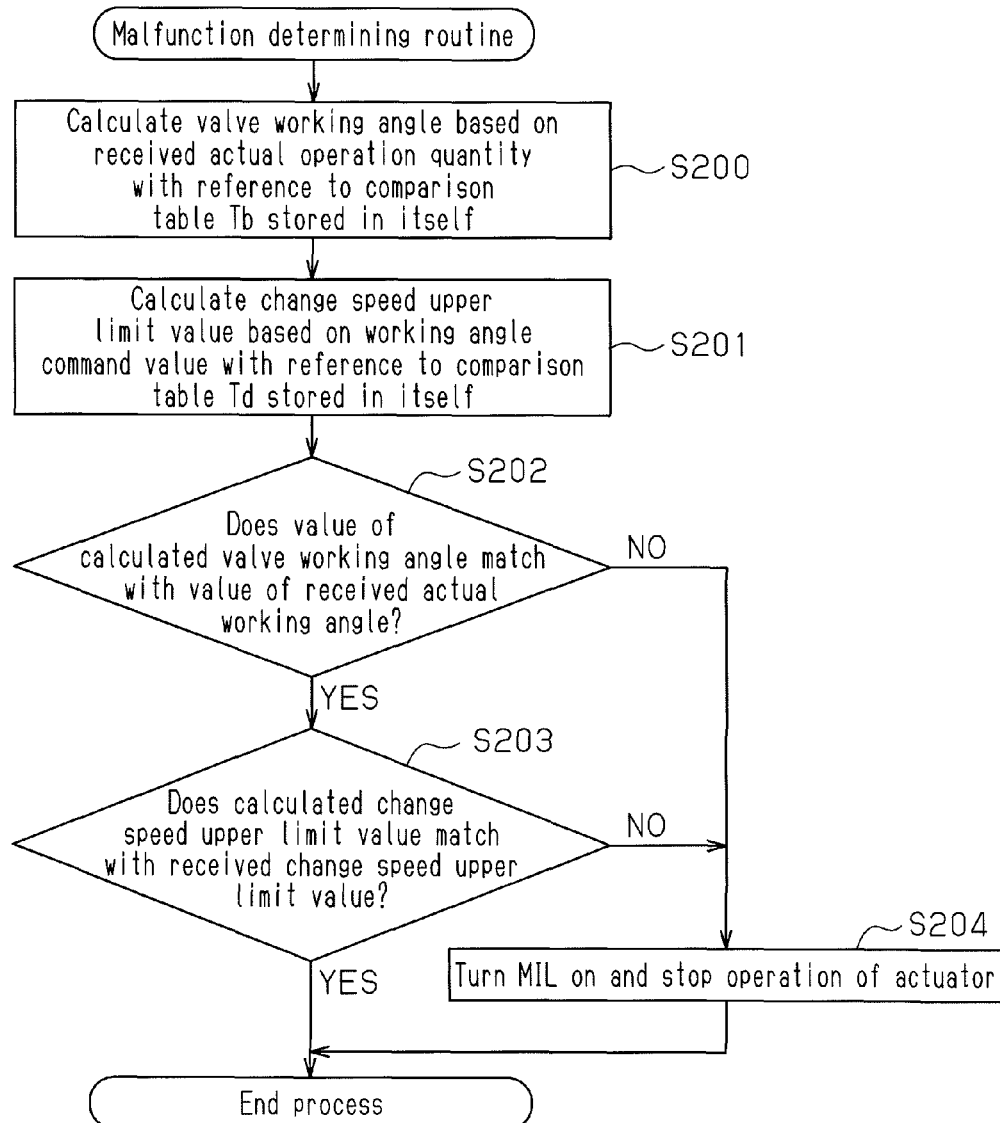 Malfunction determining routine
Calculate valve working angle based on
received actual operation quantity
with reference to comparison
table Tb stored in itself
S200
Calculate change speed upper
limit value based on working angle
command value with reference to comparison
table Td stored in itself
S201
S202
Does value of
calculated valve working angle match
with value of received actual
working angle?
NO
YES
S203
Does calculated change
speed upper limit value match
with received change speed upper
limit value?
NO
YES
S204
Turn MIL on and stop operation of actuator
End process